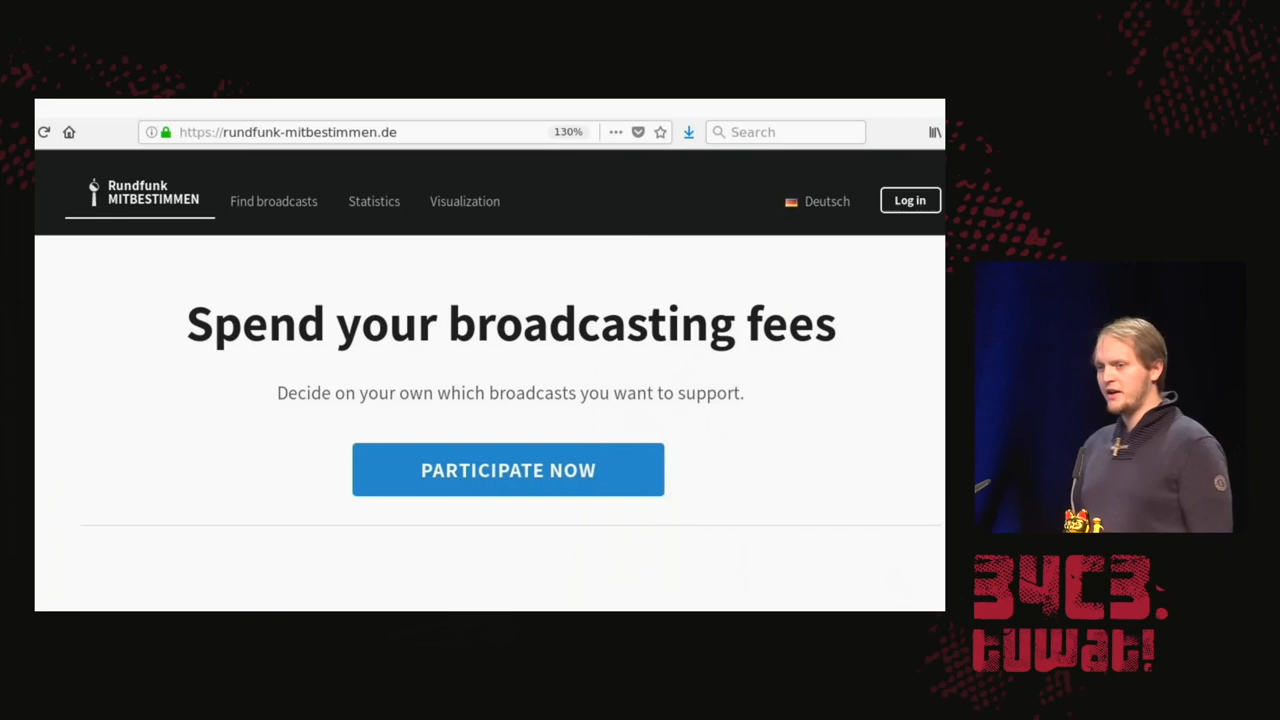 https://rundfunk-mitbestimmen.de
130%
Search
Rundfunk
MITBESTIMMEN
Find broadcasts
Statistics
Visualization
Deutsch
Log in
Spend your broadcasting fees
Decide on your own which broadcasts you want to support.
PARTICIPATE NOW
34C3.
tuwat!